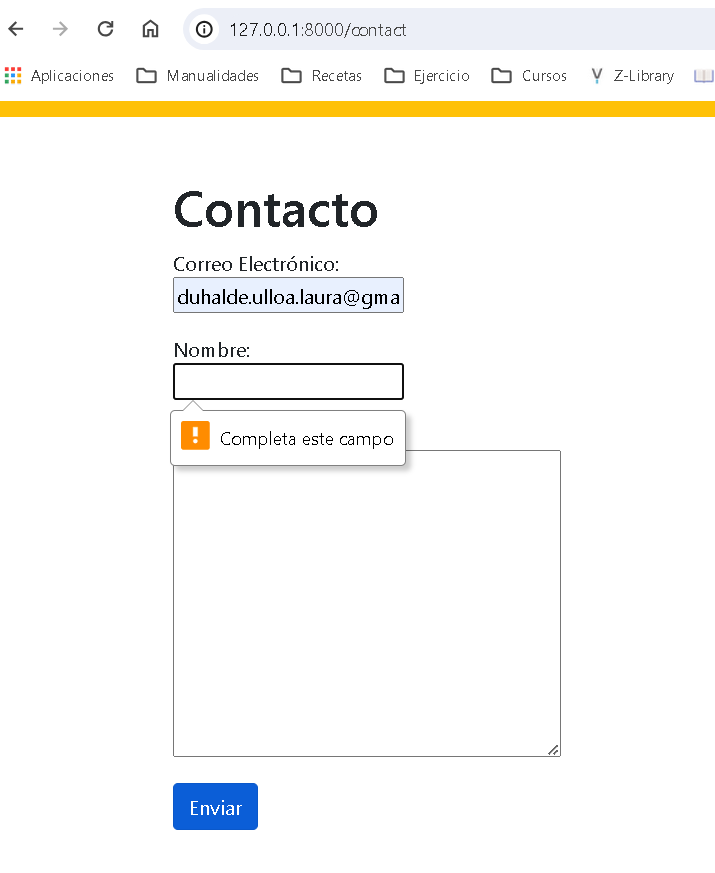 127.0.0.1:8000/contact
Aplicaciones Manualidades Recetas Ejercicio Cursos Z-Library
Contacto
Correo Electrónico:
duhalde.ulloa.laura@gma
Nombre:
Completa este campo
Enviar